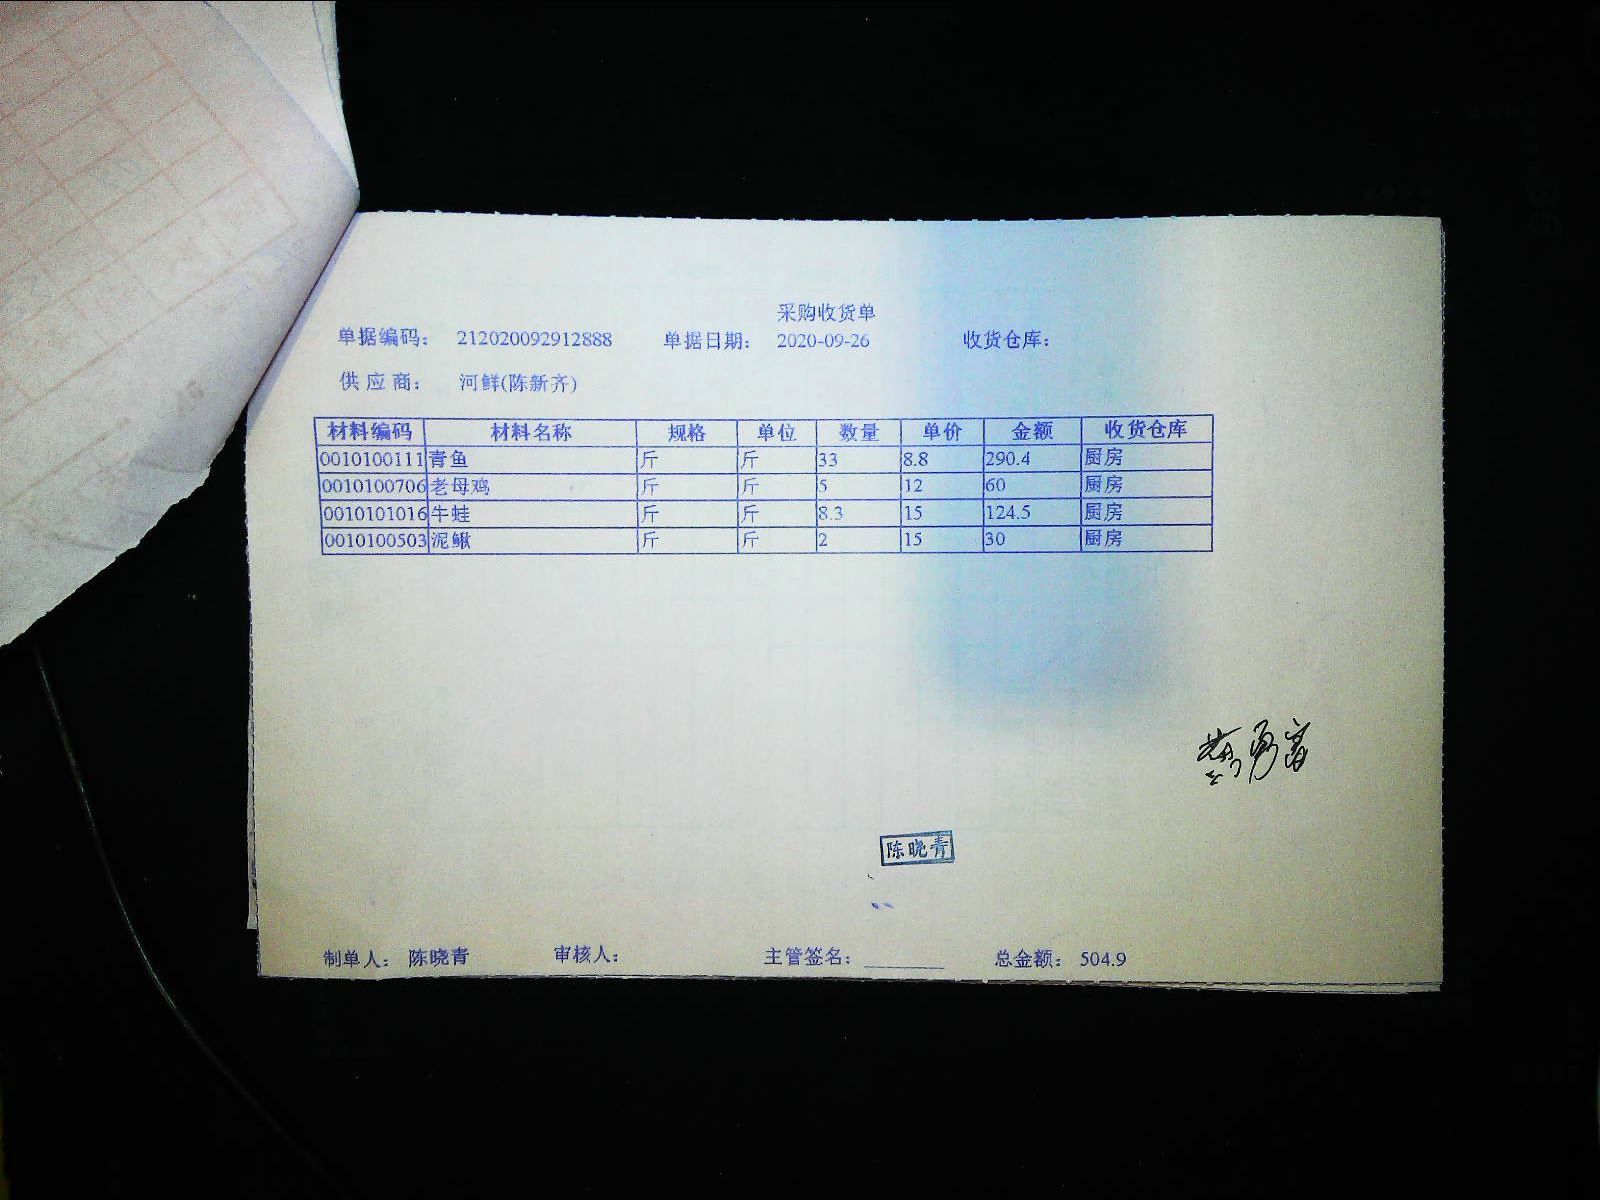 采购收货单
单据编码： 212020092912888 单据日期： 2020-09-26 收货仓库：
供应商： 河鲜(陈新齐)
材料编码 材料名称 规格 单位 数量 单价 金额 收货仓库
0010100111 青鱼 斤 斤 33 8.8 290.4 厨房
0010100706 老母鸡 斤 斤 5 12 60 厨房
0010101016 牛蛙 斤 斤 8.3 15 124.5 厨房
0010100503 泥鳅 斤 斤 2 15 30 厨房
陈晓青
制单人： 陈晓青 审核人： 主管签名： 总金额： 504.9